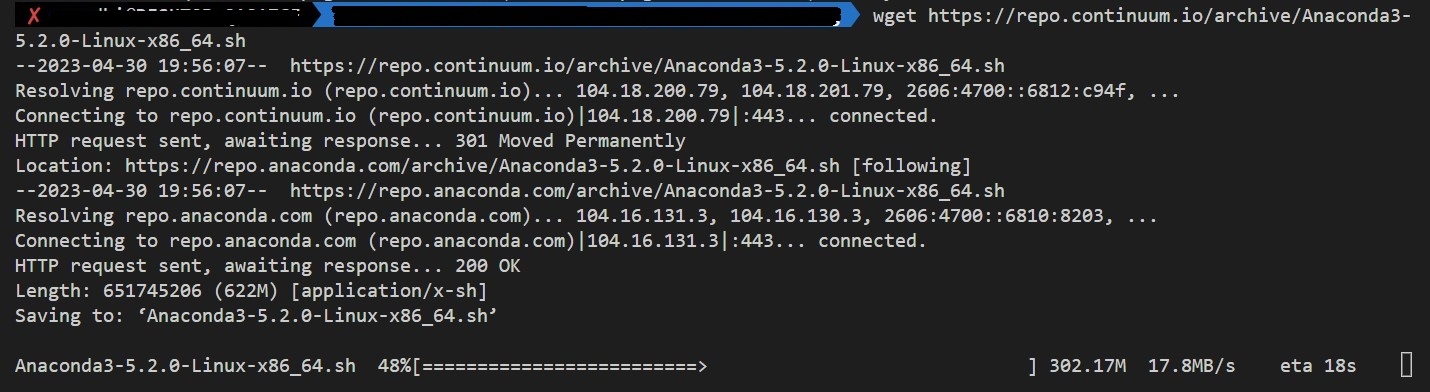 ✗ wget https://repo.continuum.io/archive/Anaconda3-
5.2.0-Linux-x86_64.sh
--2023-04-30 19:56:07--  https://repo.continuum.io/archive/Anaconda3-5.2.0-Linux-x86_64.sh
Resolving repo.continuum.io (repo.continuum.io)... 104.18.200.79, 104.18.201.79, 2606:4700::6812:c94f, ...
Connecting to repo.continuum.io (repo.continuum.io)|104.18.200.79|:443... connected.
HTTP request sent, awaiting response... 301 Moved Permanently
Location: https://repo.anaconda.com/archive/Anaconda3-5.2.0-Linux-x86_64.sh [following]
--2023-04-30 19:56:07--  https://repo.anaconda.com/archive/Anaconda3-5.2.0-Linux-x86_64.sh
Resolving repo.anaconda.com (repo.anaconda.com)... 104.16.131.3, 104.16.130.3, 2606:4700::6810:8203, ...
Connecting to repo.anaconda.com (repo.anaconda.com)|104.16.131.3|:443... connected.
HTTP request sent, awaiting response... 200 OK
Length: 651745206 (622M) [application/x-sh]
Saving to: ‘Anaconda3-5.2.0-Linux-x86_64.sh’
Anaconda3-5.2.0-Linux-x86_64.sh  48%[=========================>                             ] 302.17M  17.8MB/s    eta 18s